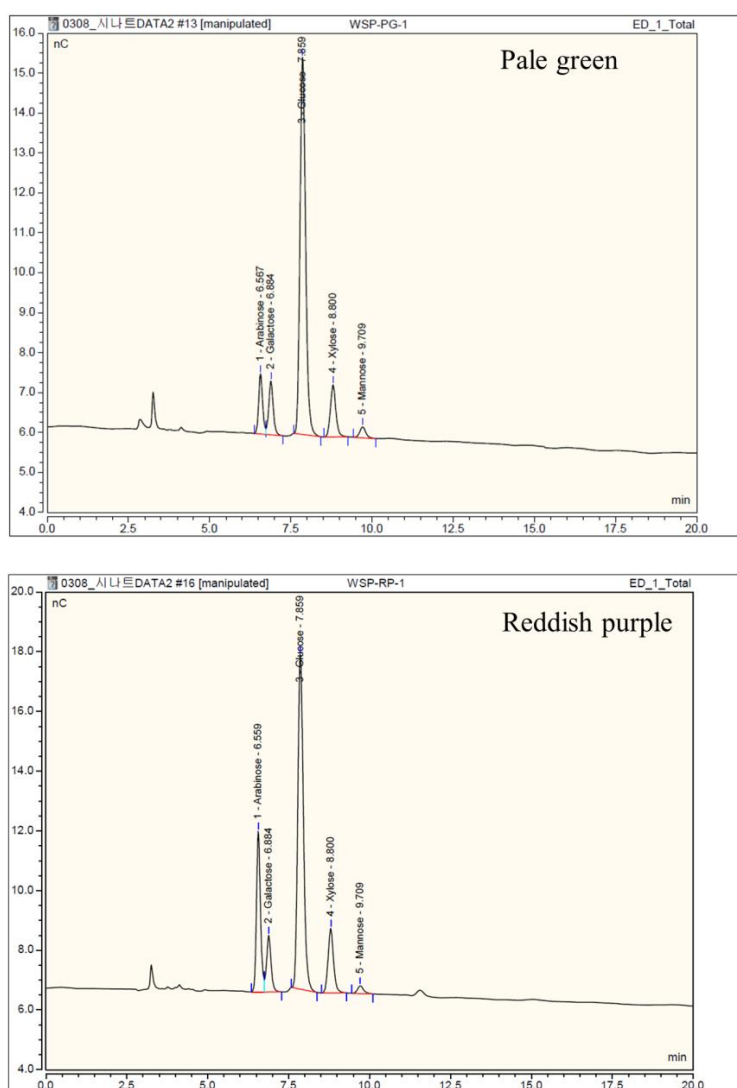 0308_시나트DATA2 #13 [manipulated] WSP-PG-1 ED_1_Total
nC
Pale green
16.0
15.0
14.0
13.0
12.0
11.0
10.0
9.0
8.0
7.0
6.0
5.0
4.0
1 - Arabinose - 6.567
2 - Galactose - 6.884
3 - Glucose - 7.859
4 - Xylose - 8.800
5 - Mannose - 9.709
min
0.0 2.5 5.0 7.5 10.0 12.5 15.0 17.5 20.0
0308_시나트DATA2 #16 [manipulated] WSP-RP-1 ED_1_Total
nC
Reddish purple
20.0
18.0
16.0
14.0
12.0
10.0
8.0
6.0
4.0
1 - Arabinose - 6.559
2 - Galactose - 6.884
3 - Glucose - 7.859
4 - Xylose - 8.800
5 - Mannose - 9.709
min
0.0 2.5 5.0 7.5 10.0 12.5 15.0 17.5 20.0